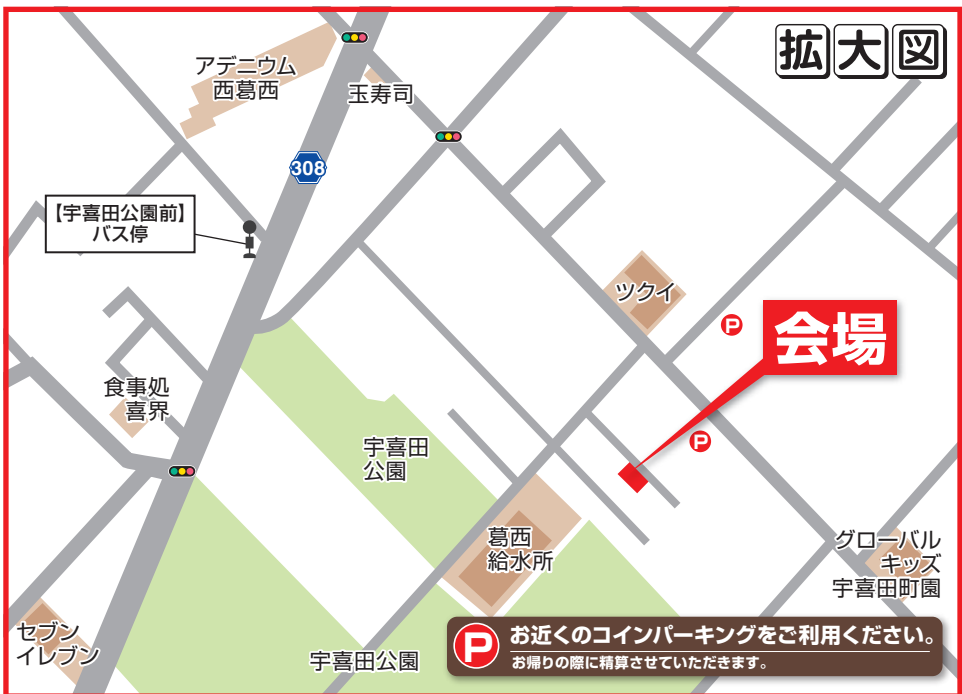 拡大図
アデニウム
西葛西
玉寿司
308
【宇喜田公園前】
バス停
ツクイ
P
会場
食事処
喜界
P
宇喜田
公園
葛西
給水所
グローバル
キッズ
宇喜田町園
セブン
イレブン
宇喜田公園
P
お近くのコインパーキングをご利用ください。
お帰りの際に精算させていただきます。